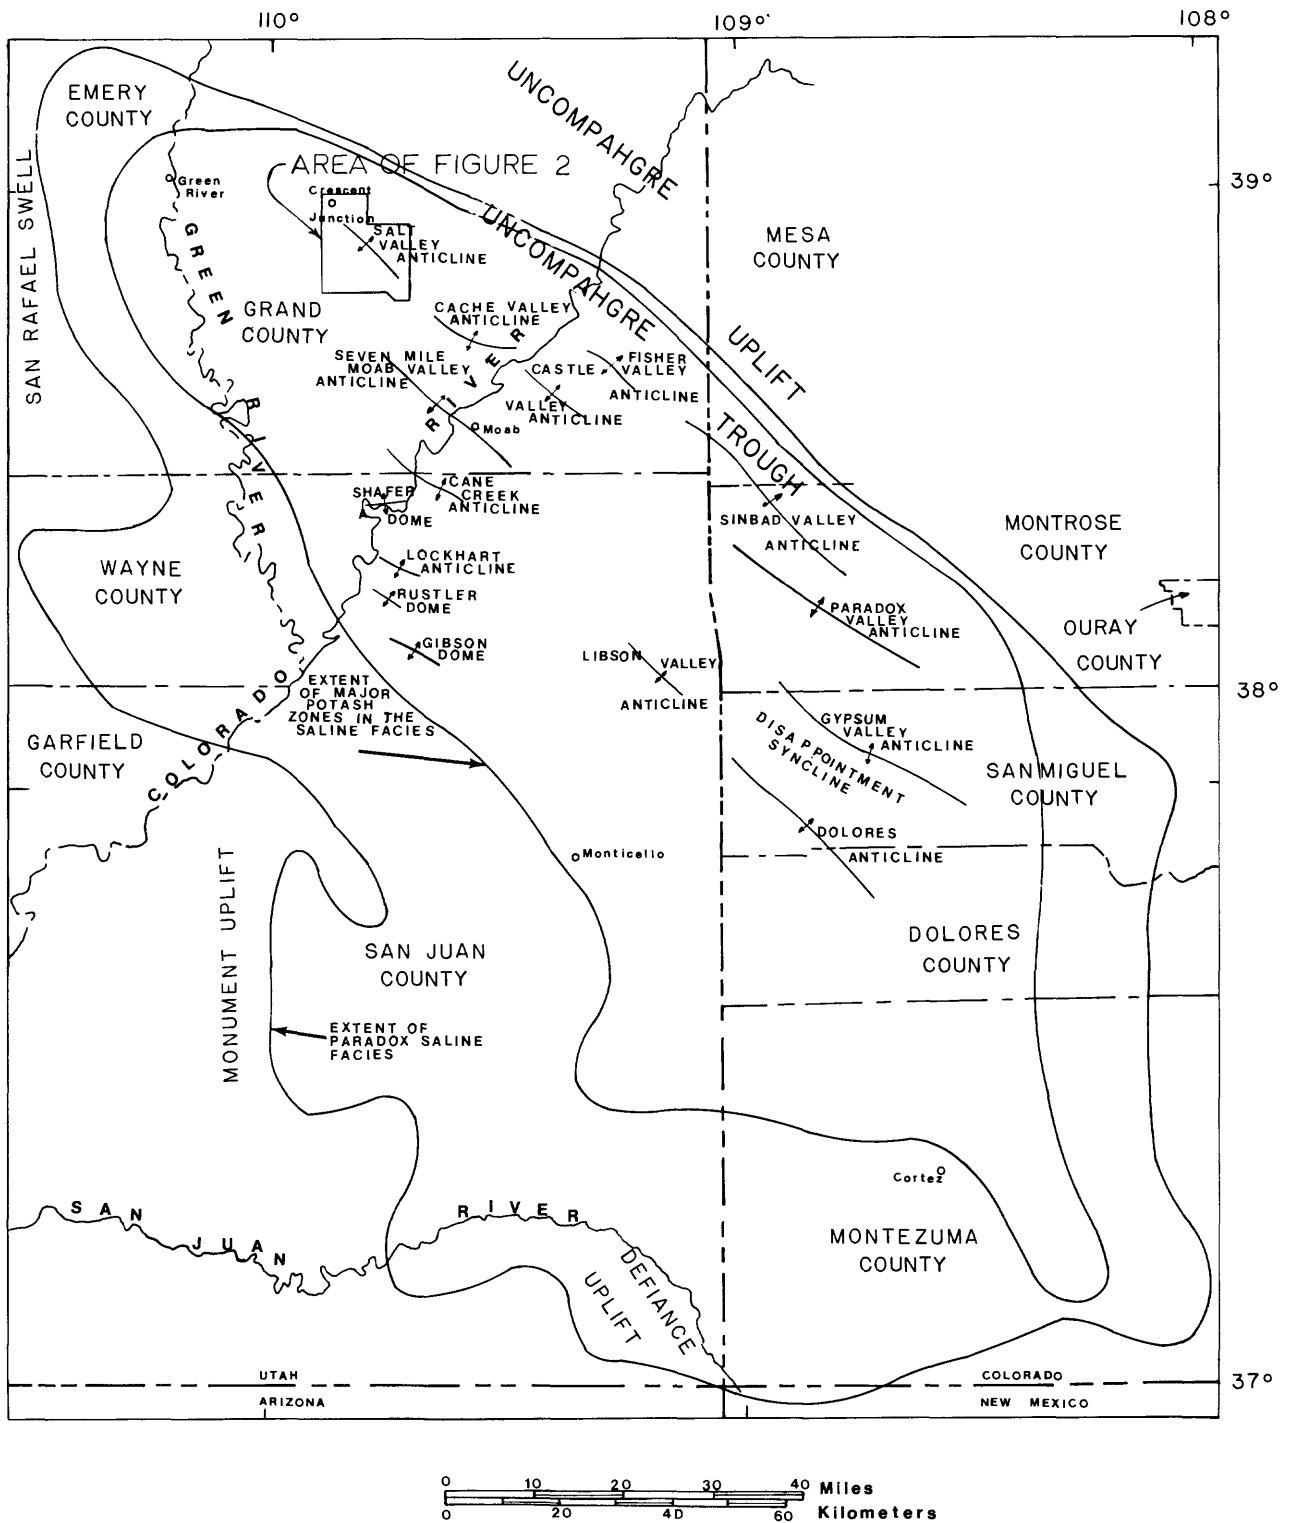 110°
109°
108°
EMERY
COUNTY
UNCOMPAHGRE
UPLIFT
AREA OF FIGURE 2
39°
Green
River
Crescent
Junction
SAN RAFAEL SWELL
GREEN
RIVER
SALT
VALLEY
ANTICLINE
UNCOMPAHGRE
TROUGH
MESA
COUNTY
GRAND
COUNTY
CACHE VALLEY
ANTICLINE
SEVEN MILE
MOAB VALLEY
ANTICLINE
CASTLE
VALLEY
ANTICLINE
FISHER
VALLEY
ANTICLINE
Moab
CANE
CREEK
ANTICLINE
SHAFER
DOME
SINBAD VALLEY
ANTICLINE
MONTROSE
COUNTY
LOCKHART
ANTICLINE
WAYNE
COUNTY
RUSTLER
DOME
PARADOX
VALLEY
ANTICLINE
OURAY
COUNTY
GIBSON
DOME
LIBSON
VALLEY
ANTICLINE
38°
EXTENT
OF MAJOR
POTASH
ZONES IN THE
SALINE FACIES
COLORADO
RIVER
GARFIELD
COUNTY
GYPSUM
VALLEY
ANTICLINE
DISAPPOINTMENT
SYNCLINE
SAN MIGUEL
COUNTY
DOLORES
ANTICLINE
Monticello
MONUMENT UPLIFT
SAN JUAN
COUNTY
DOLORES
COUNTY
EXTENT OF
PARADOX SALINE
FACIES
Cortez
SAN JUAN RIVER
MONTEZUMA
COUNTY
DEFIANCE
UPLIFT
UTAH
COLORADO
37°
ARIZONA
NEW MEXICO
0 10 20 30 40 Miles
0 20 40 60 Kilometers